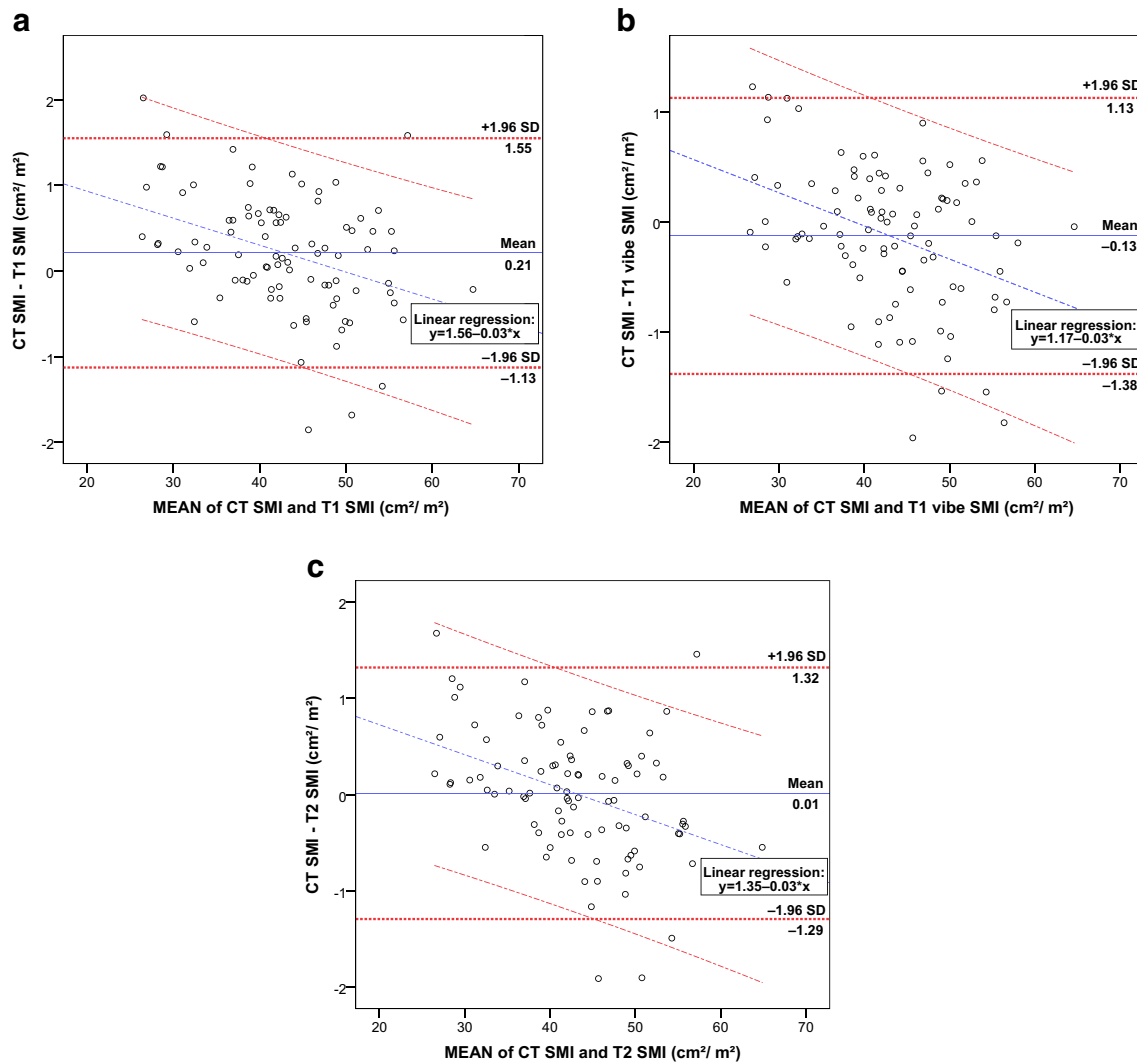 a
CT SMI - T1 SMI (cm²/ m²)
2
1
0
-1
-2
+1.96 SD
1.55
Mean
0.21
Linear regression:
y=1.56–0.03*x
–1.96 SD
–1.13
20 30 40 50 60 70
MEAN of CT SMI and T1 SMI (cm²/ m²)
b
CT SMI - T1 vibe SMI (cm²/ m²)
1
0
-1
-2
+1.96 SD
1.13
Mean
–0.13
Linear regression:
y=1.17–0.03*x
–1.96 SD
–1.38
20 30 40 50 60 70
MEAN of CT SMI and T1 vibe SMI (cm²/ m²)
c
CT SMI - T2 SMI (cm²/ m²)
2
1
0
-1
-2
+1.96 SD
1.32
Mean
0.01
Linear regression:
y=1.35–0.03*x
–1.96 SD
–1.29
20 30 40 50 60 70
MEAN of CT SMI and T2 SMI (cm²/ m²)